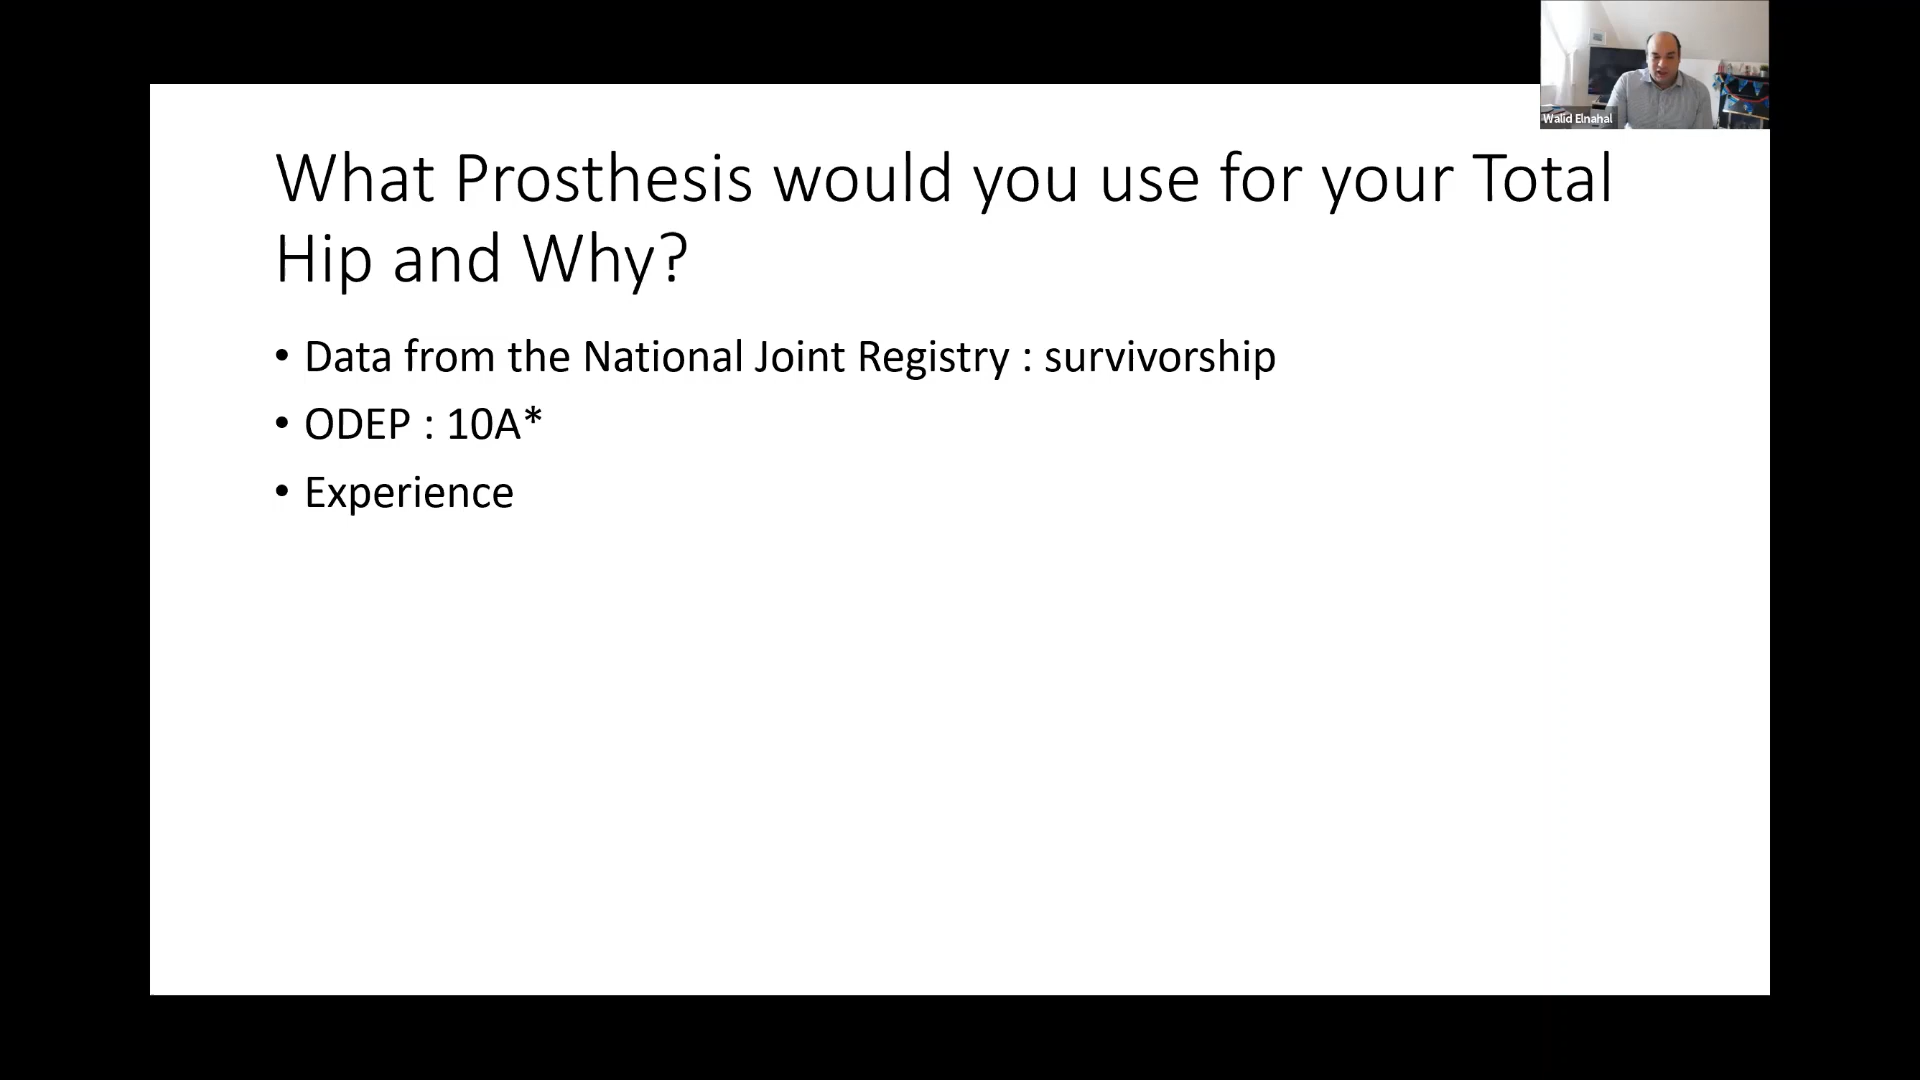 Walid Elnahal
What Prosthesis would you use for your Total
Hip and Why?
• Data from the National Joint Registry : survivorship
• ODEP : 10A*
• Experience